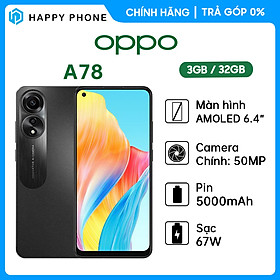 HAPPY PHONE
CHÍNH HÃNG | TRẢ GÓP 0%
oppo
A78
3GB / 32GB
Màn hình
AMOLED 6.4”
Camera
Chính: 50MP
Pin
5000mAh
Sạc
67W